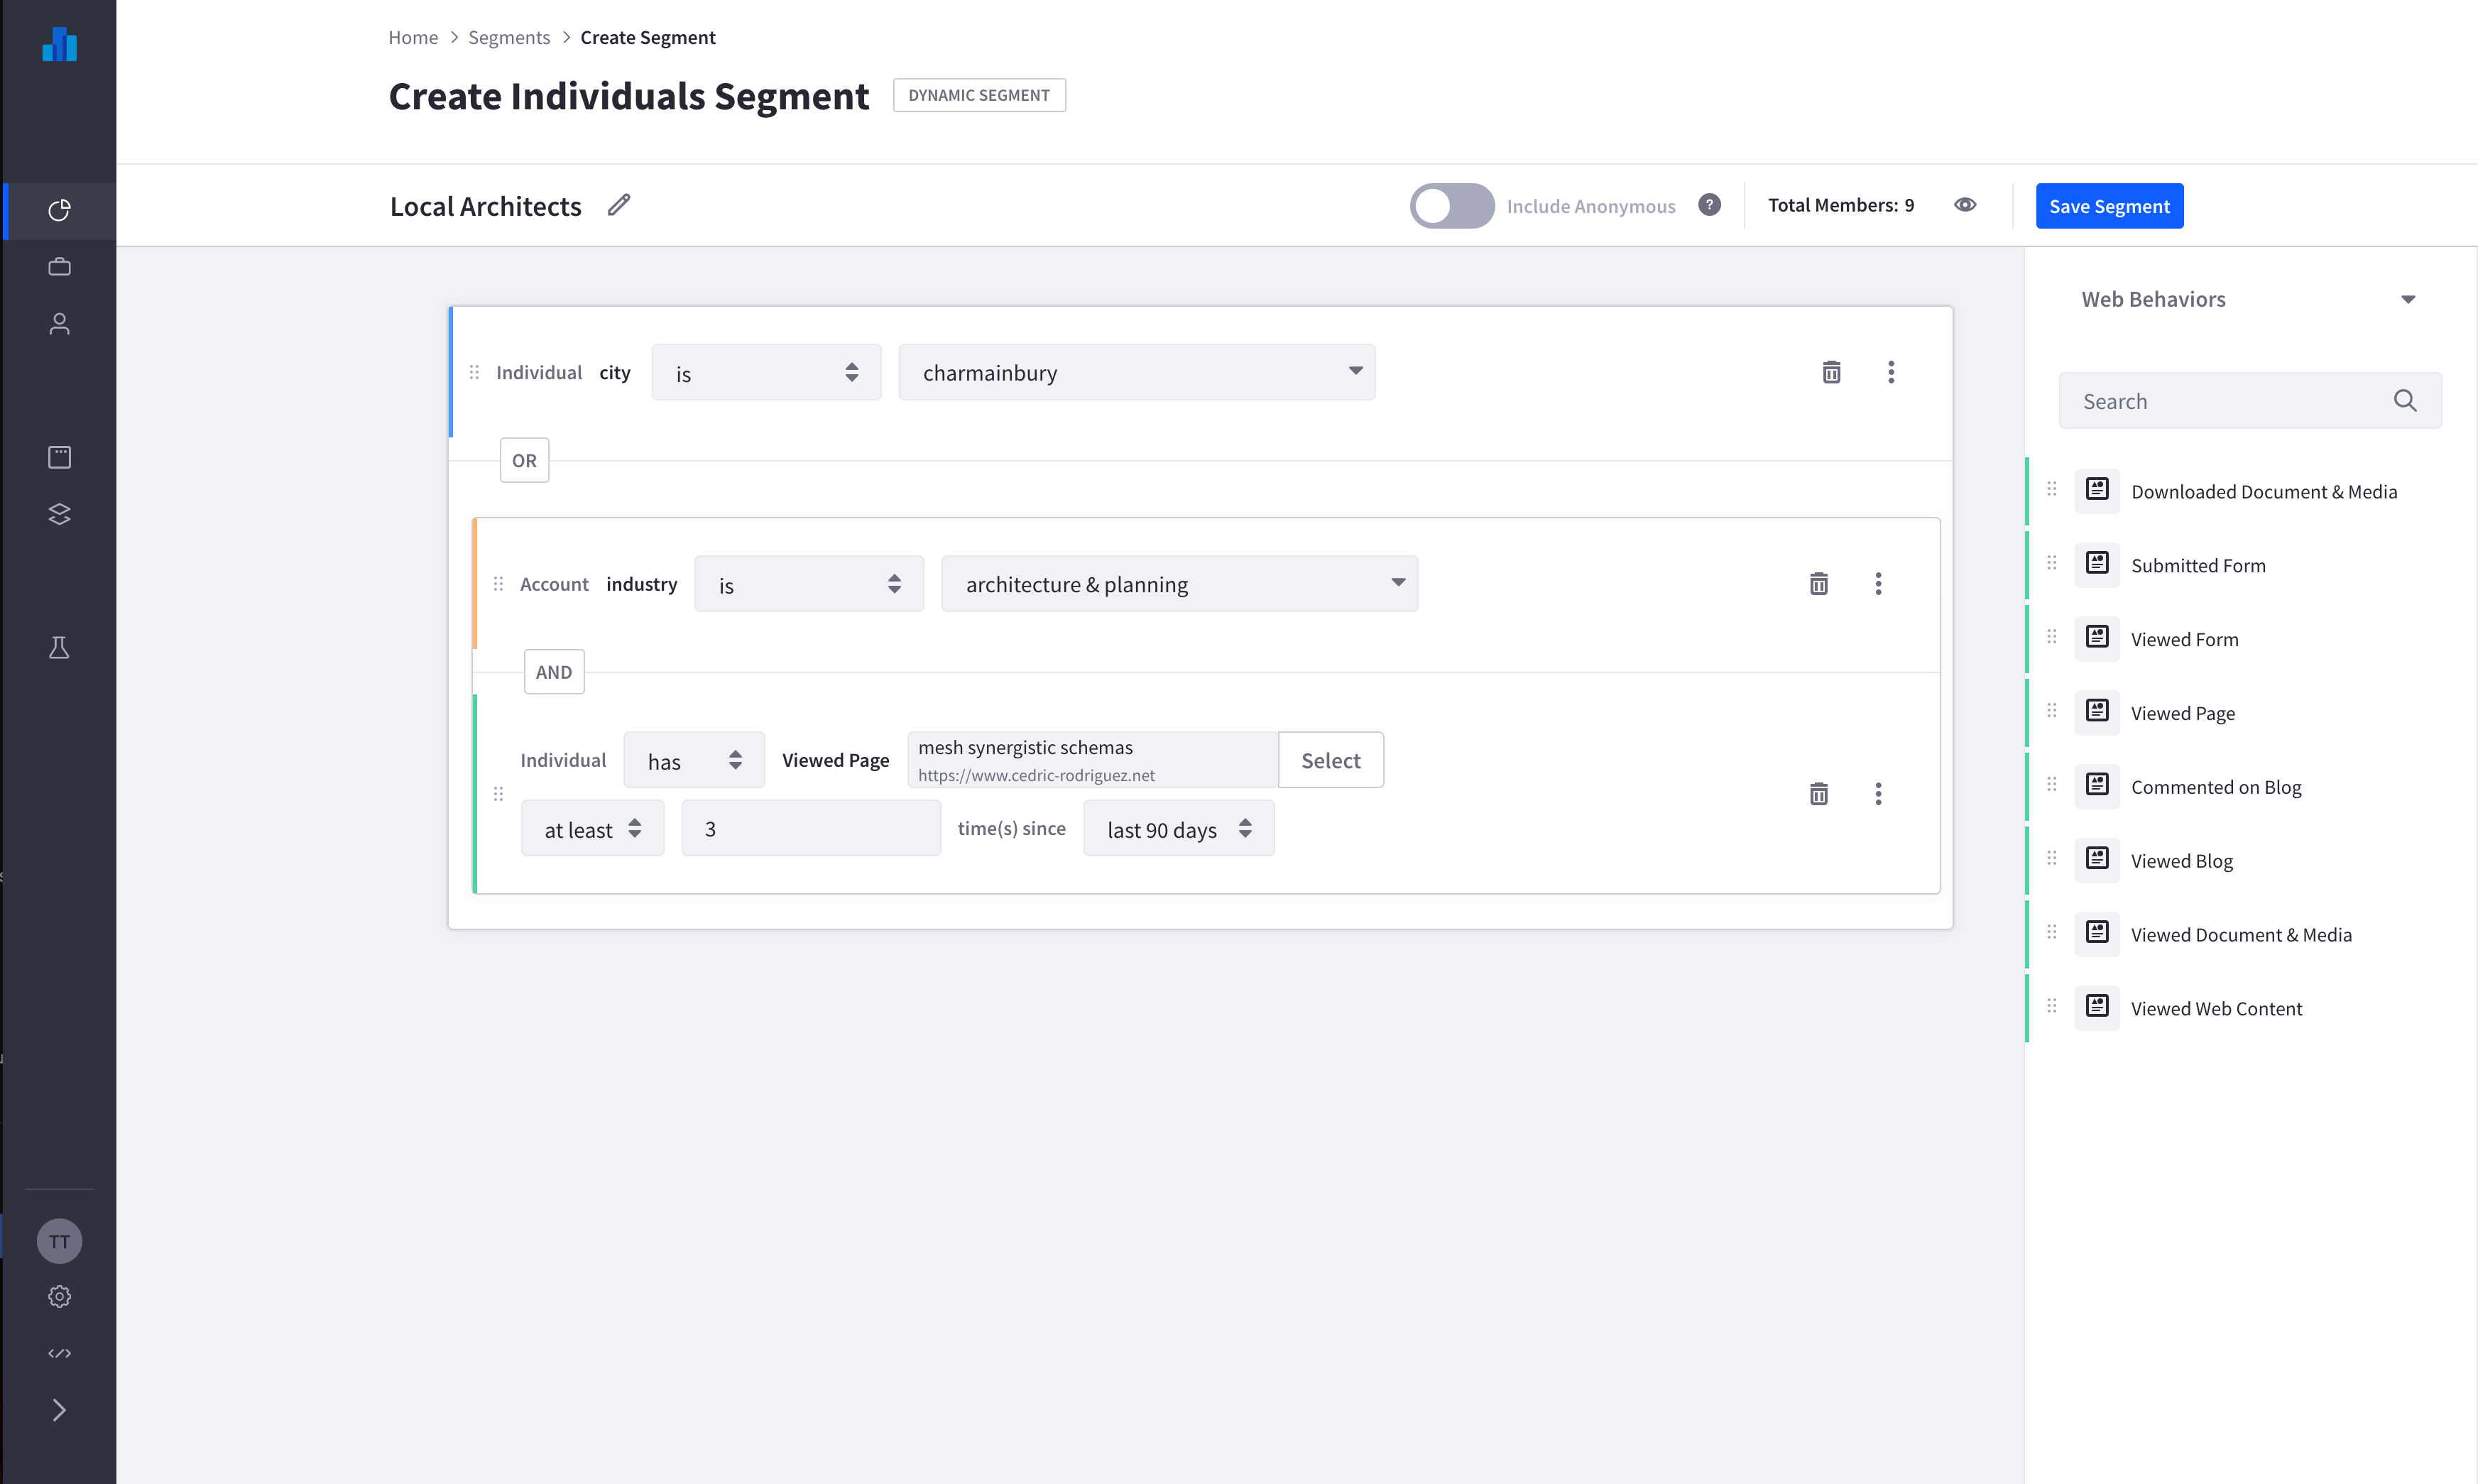 Home > Segments > Create Segment
Create Individuals Segment DYNAMIC SEGMENT
Local Architects Include Anonymous ? Total Members: 9 Save Segment
Individual city is charmainbury
OR
Account industry is architecture & planning
AND
Individual has Viewed Page mesh synergistic schemas
https://www.cedric-rodriguez.net
Select
at least 3 time(s) since last 90 days
Web Behaviors
Search
Downloaded Document & Media
Submitted Form
Viewed Form
Viewed Page
Commented on Blog
Viewed Blog
Viewed Document & Media
Viewed Web Content
TT